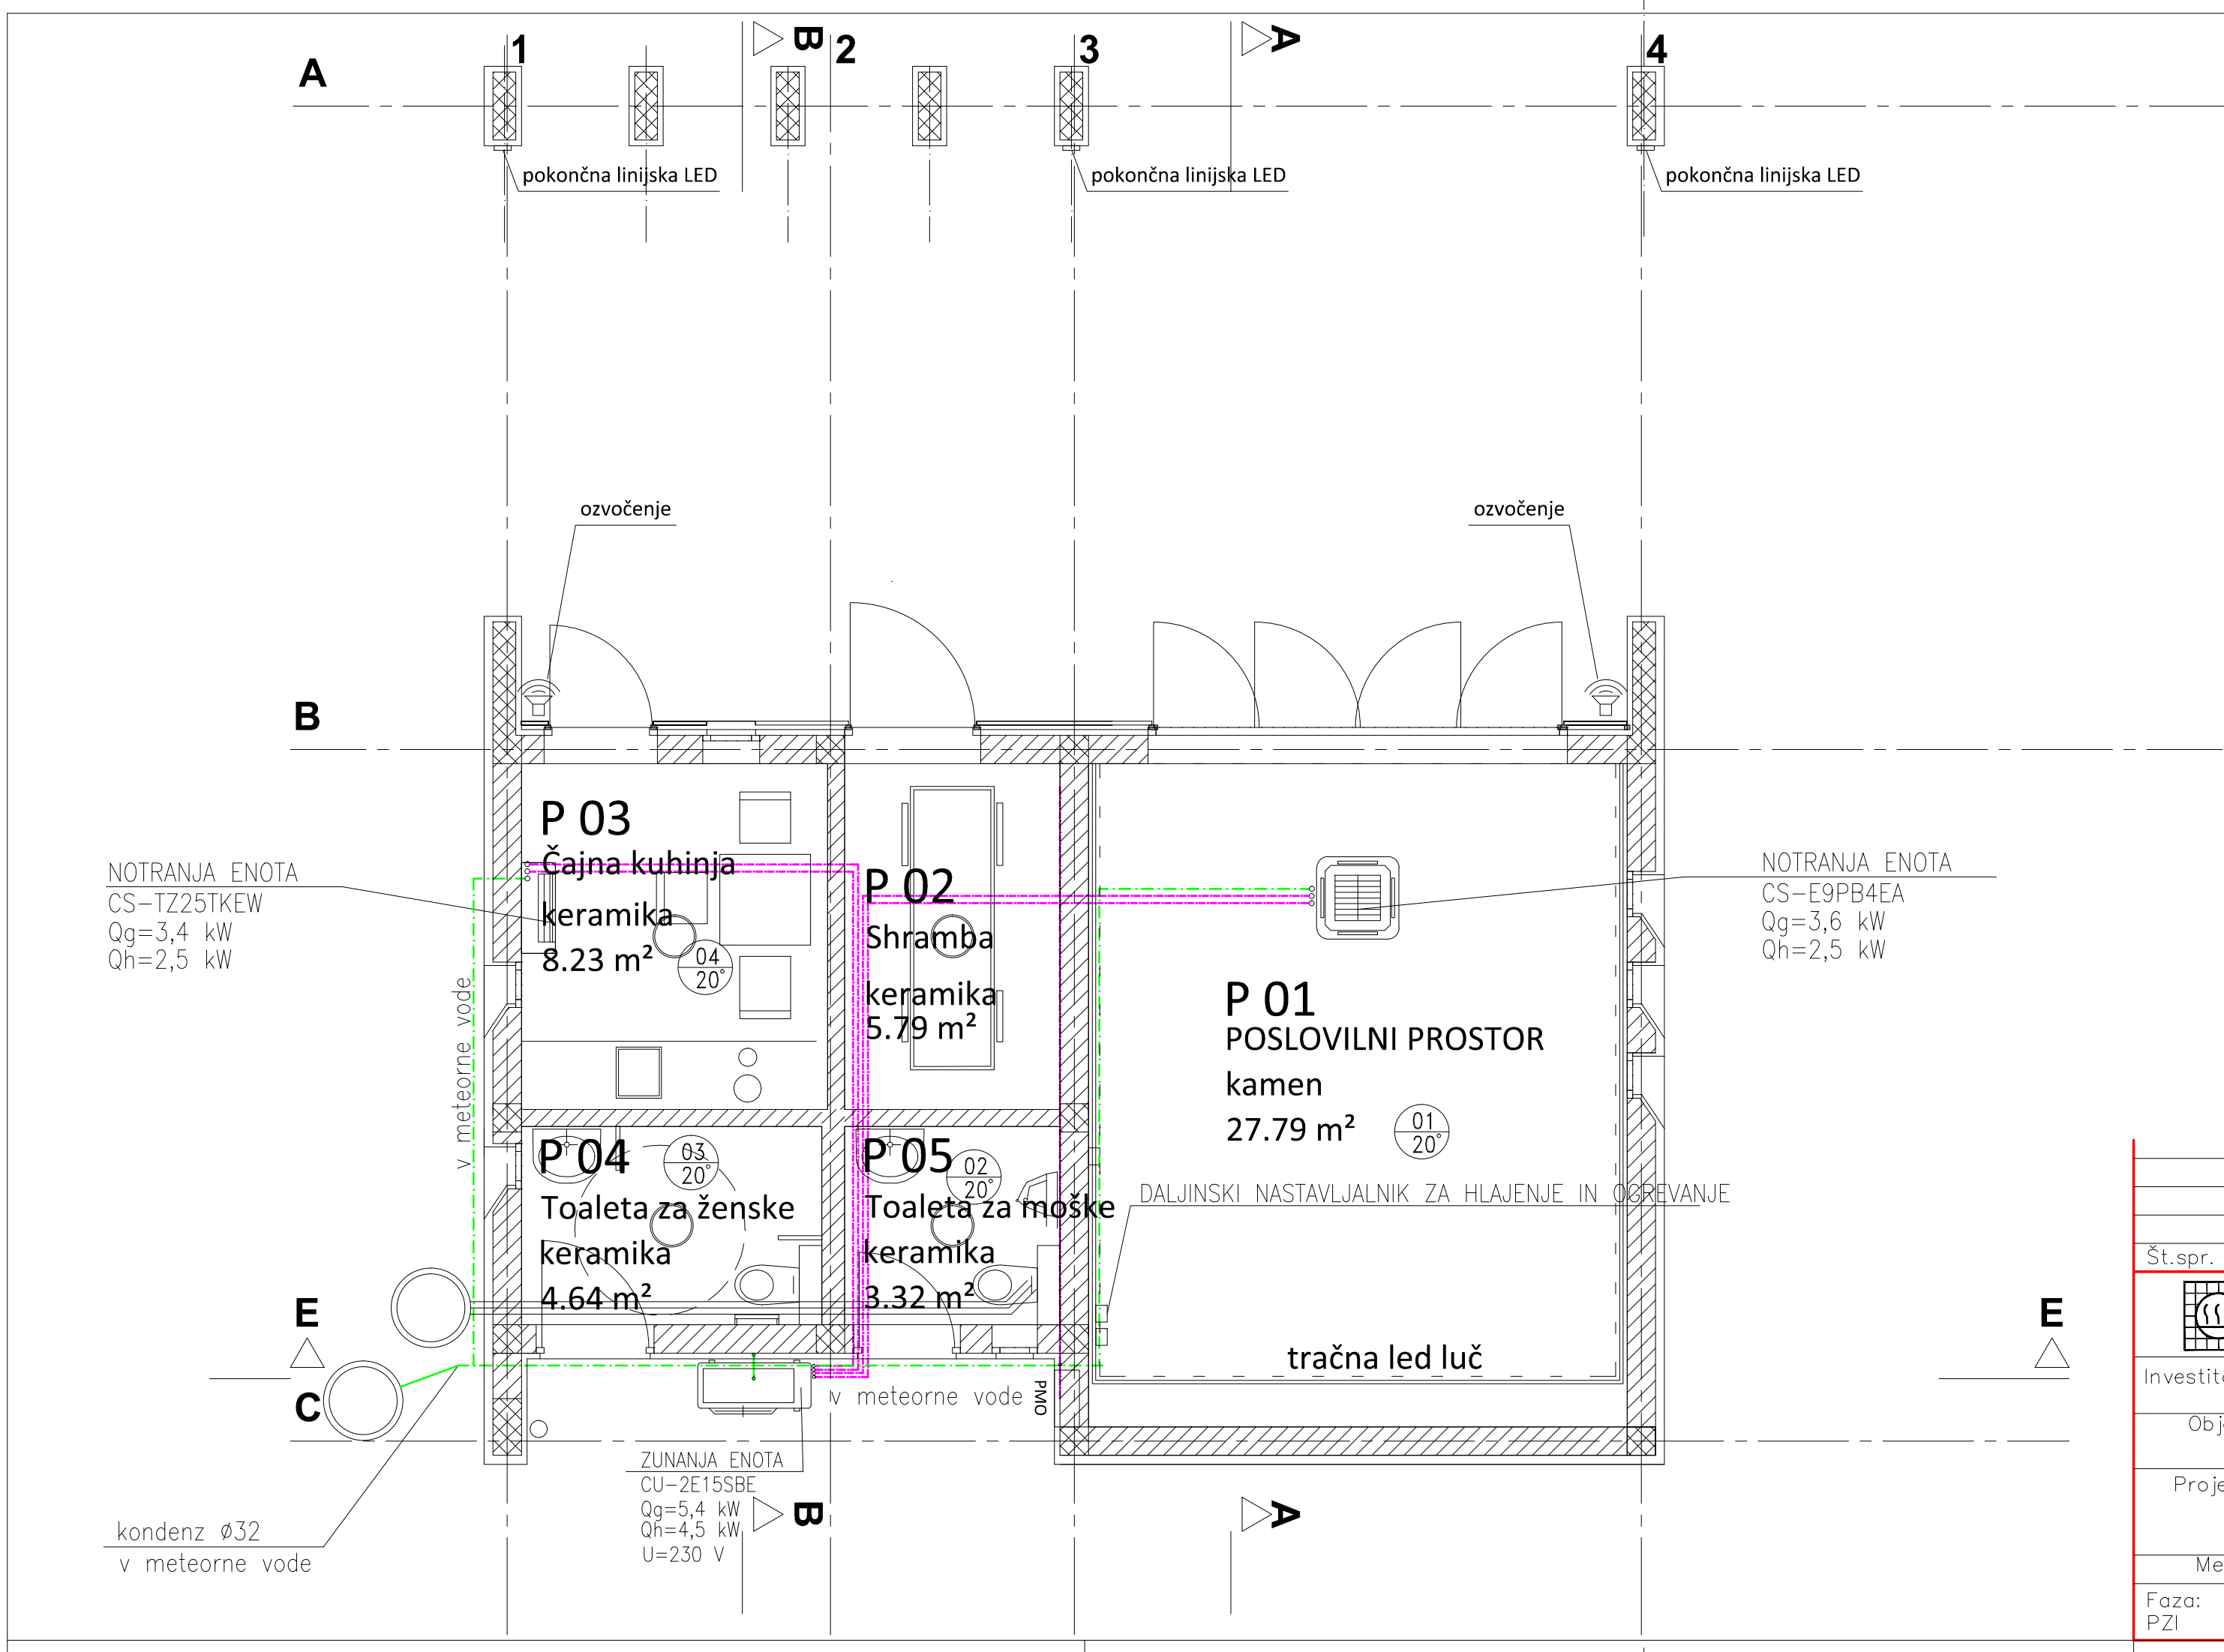 A
1
B
2
3
A
4
pokončna linijska LED
pokončna linijska LED
pokončna linijska LED
ozvočenje
ozvočenje
B
P 03
Čajna kuhinja
keramika
8.23 m²
04
20°
NOTRANJA ENOTA
CS-TZ25TKEW
Qg=3,4 kW
Qh=2,5 kW
v meteorne vode
P 02
Shramba
keramika
5.79 m²
NOTRANJA ENOTA
CS-E9PB4EA
Qg=3,6 kW
Qh=2,5 kW
P 01
POSLOVILNI PROSTOR
kamen
27.79 m²
01
20°
P 04
03
20°
Toaleta za ženske
keramika
4.64 m²
P 05
02
20°
Toaleta za moške
keramika
3.32 m²
DALJINSKI NASTAVLJALNIK ZA HLAJENJE IN OGREVANJE
tračna led luč
E
E
C
v meteorne vode
PMO
ZUNANJA ENOTA
CU-2E15SBE
Qg=5,4 kW
Qh=4,5 kW
U=230 V
B
A
kondenz ø32
v meteorne vode
Št.spr.
Faza:
PZI